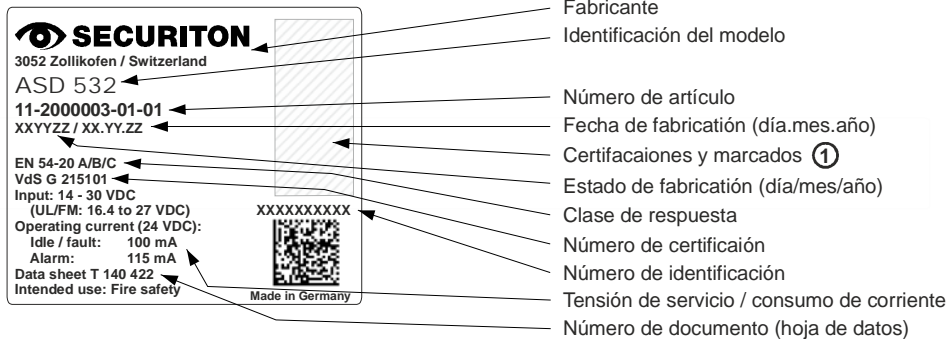 SECURITON
3052 Zollikofen / Switzerland
ASD 532
11-2000003-01-01
XXYYZZ / XX.YY.ZZ
EN 54-20 A/B/C
VdS G 215101
Input: 14 - 30 VDC
(UL/FM: 16.4 to 27 VDC)
Operating current (24 VDC):
Idle / fault: 100 mA
Alarm: 115 mA
Data sheet T 140 422
Intended use: Fire safety
XXXXXXXXXX
Made in Germany
Fabricante
Identificación del modelo
Número de artículo
Fecha de fabricatión (día.mes.año)
Certifacaiones y marcados 1
Estado de fabricatión (día/mes/año)
Clase de respuesta
Número de certificaión
Número de identificación
Tensión de servicio / consumo de corriente
Número de documento (hoja de datos)